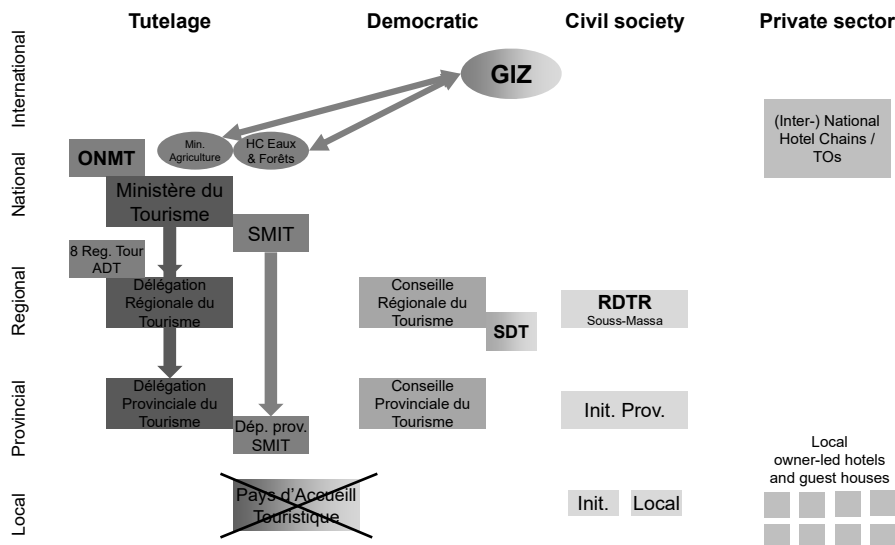 Tutelage
Democratic
Civil society
Private sector
International
GIZ
(Inter-) National
Hotel Chains /
TOs
National
ONMT
Min.
Agriculture
HC Eaux
& Forêts
Ministère du
Tourisme
SMIT
Regional
8 Reg. Tour
ADT
Délégation
Régionale du
Tourisme
Conseille
Régionale du
Tourisme
SDT
RDTR
Souss-Massa
Provincial
Délégation
Provinciale du
Tourisme
Dép. prov.
SMIT
Conseille
Provinciale du
Tourisme
Init. Prov.
Local
owner-led hotels
and guest houses
Local
Pays d’Accueill
Touristique
Init.
Local